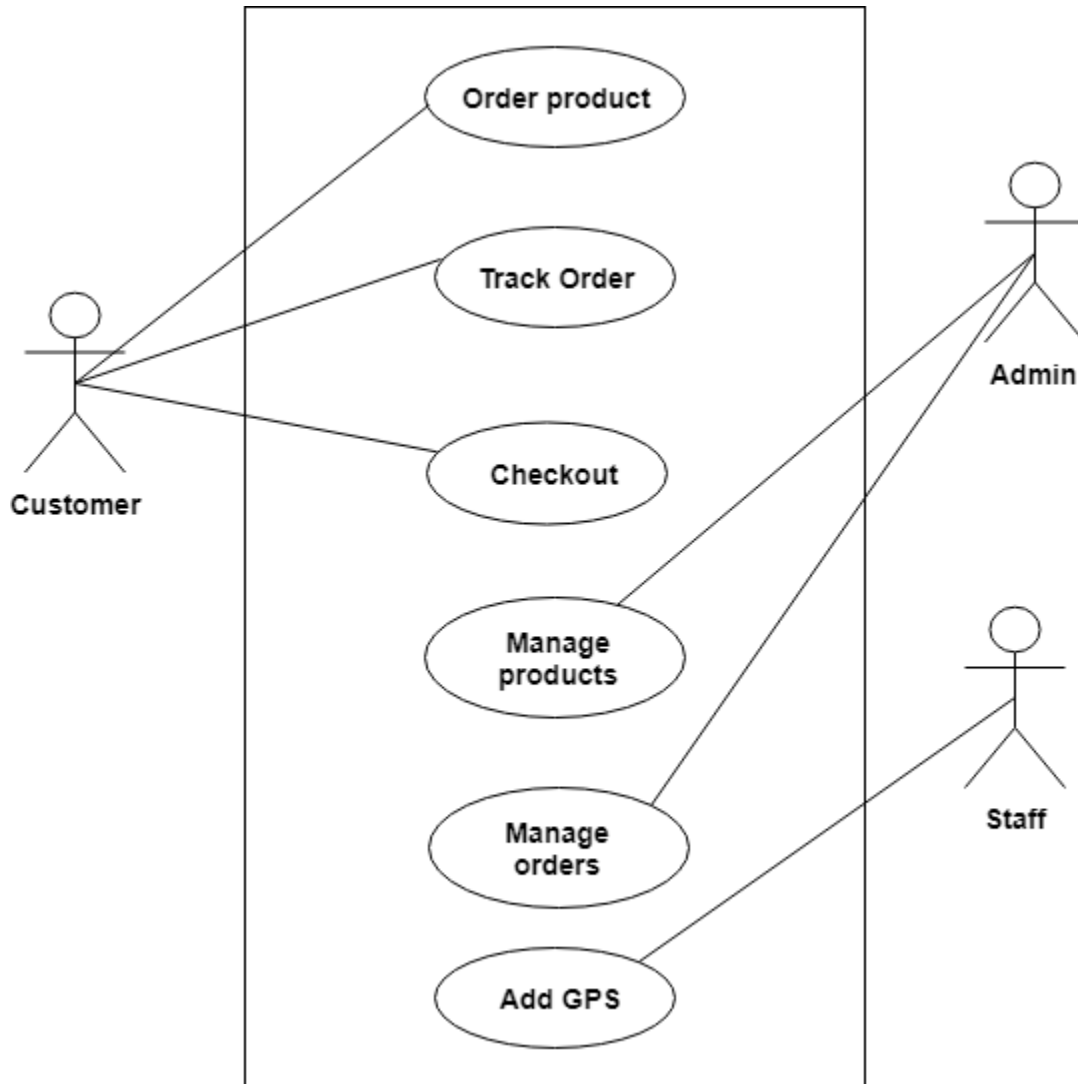 Order product
Track Order
Admin
Checkout
Customer
Manage
products
Manage
orders
Staff
Add GPS